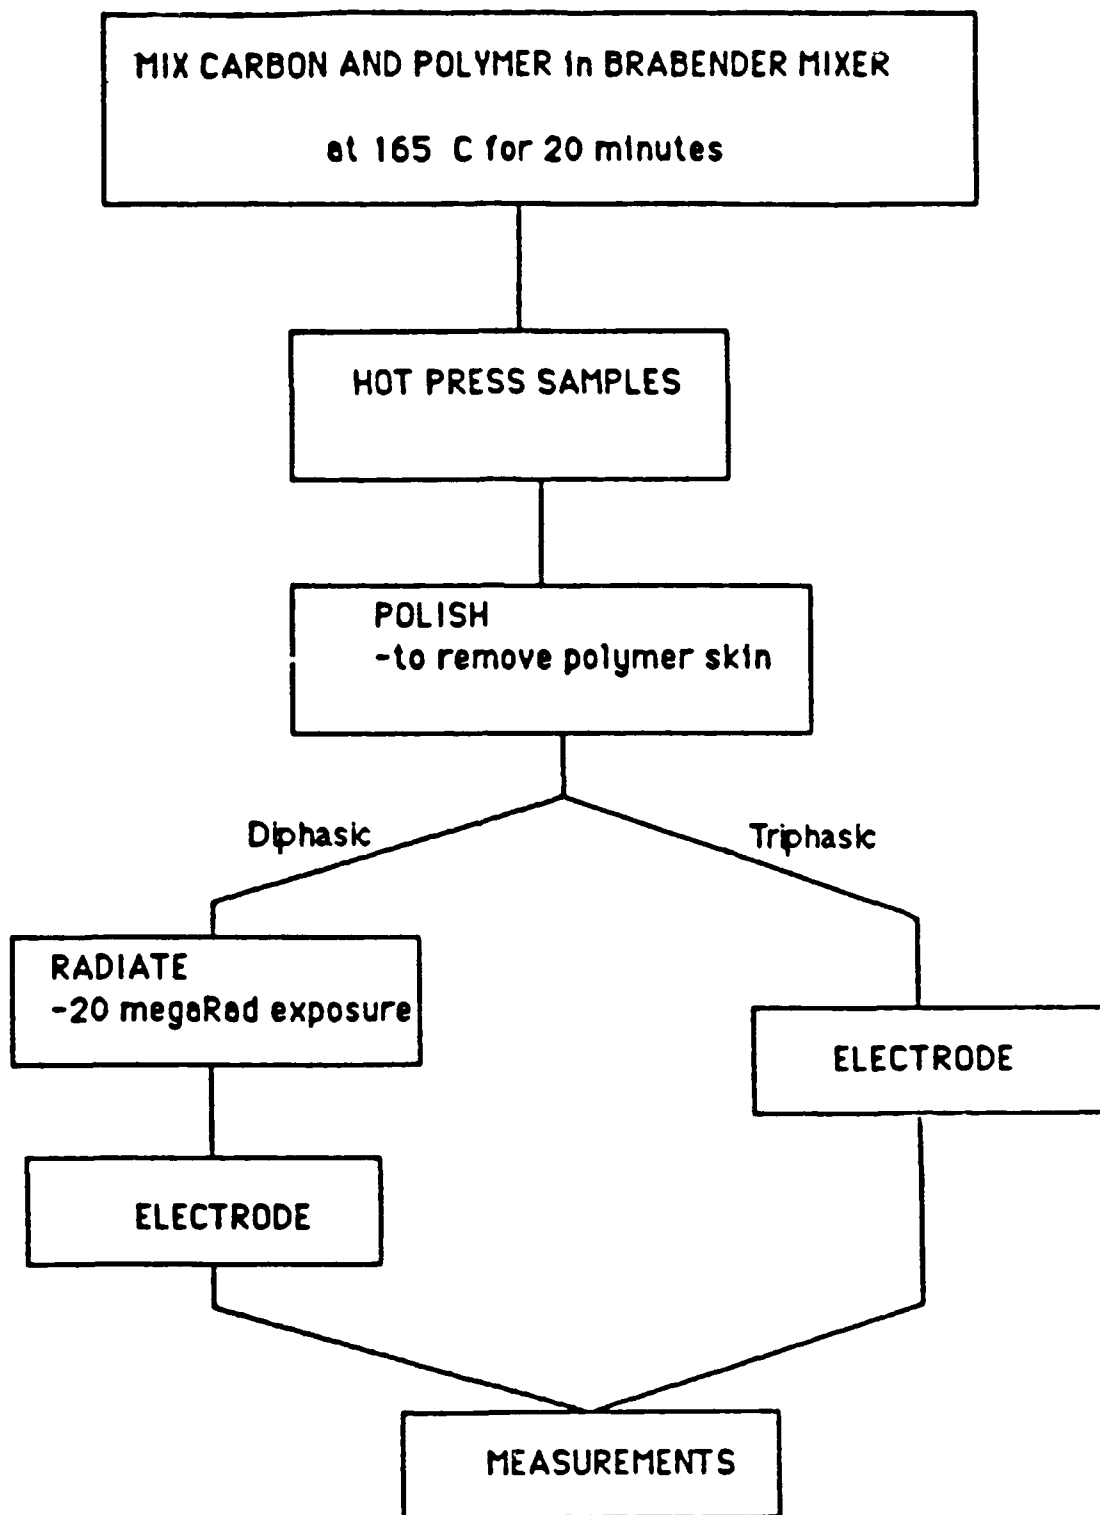 MIX CARBON AND POLYMER in BRABENDER MIXER
at 165 C for 20 minutes
HOT PRESS SAMPLES
POLISH
-to remove polymer skin
Diphasic
Triphasic
RADIATE
-20 megaRad exposure
ELECTRODE
ELECTRODE
MEASUREMENTS